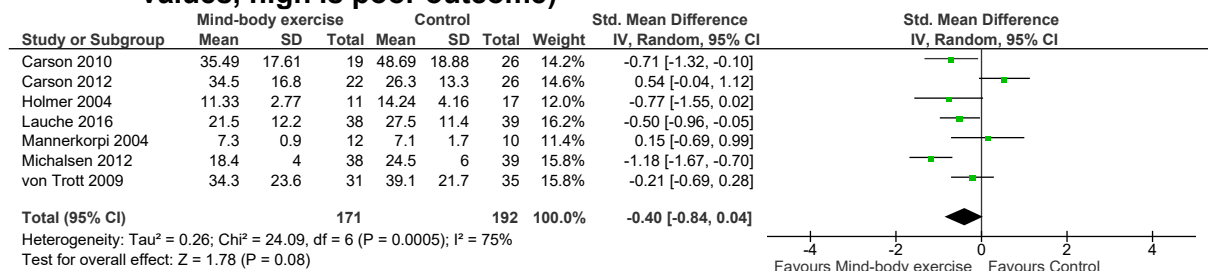 values, high is poor outcome)
Mind-body exercise Control Std. Mean Difference Std. Mean Difference
Study or Subgroup Mean SD Total Mean SD Total Weight IV, Random, 95% CI IV, Random, 95% CI
Carson 2010 35.49 17.61 19 48.69 18.88 26 14.2% -0.71 [-1.32, -0.10]
Carson 2012 34.5 16.8 22 26.3 13.3 26 14.6% 0.54 [-0.04, 1.12]
Holmer 2004 11.33 2.77 11 14.24 4.16 17 12.0% -0.77 [-1.55, 0.02]
Lauche 2016 21.5 12.2 38 27.5 11.4 39 16.2% -0.50 [-0.96, -0.05]
Mannerkorpi 2004 7.3 0.9 12 7.1 1.7 10 11.4% 0.15 [-0.69, 0.99]
Michalsen 2012 18.4 4 38 24.5 6 39 15.8% -1.18 [-1.67, -0.70]
von Trott 2009 34.3 23.6 31 39.1 21.7 35 15.8% -0.21 [-0.69, 0.28]
Total (95% CI) 171 192 100.0% -0.40 [-0.84, 0.04]
Heterogeneity: Tau² = 0.26; Chi² = 24.09, df = 6 (P = 0.0005); I² = 75%
Test for overall effect: Z = 1.78 (P = 0.08)
-4 -2 0 2 4
Favours Mind-body exercise Favours Control